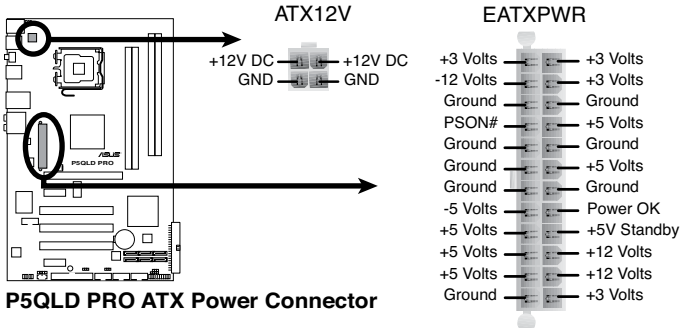 ATX12V
+12V DC +12V DC
GND GND
EATXPWR
+3 Volts +3 Volts
-12 Volts +3 Volts
Ground Ground
PSON# +5 Volts
Ground Ground
Ground +5 Volts
Ground Ground
-5 Volts Power OK
+5 Volts +5V Standby
+5 Volts +12 Volts
+5 Volts +12 Volts
Ground +3 Volts
ASUS
P5QLD PRO
P5QLD PRO ATX Power Connector